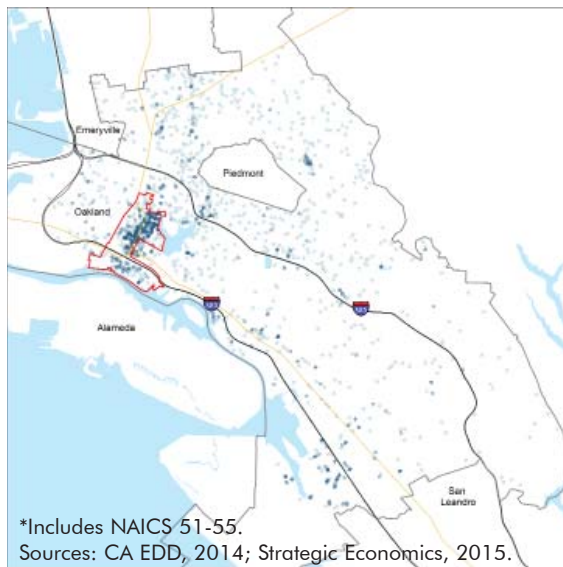 Emeryville
Piedmont
Oakland
Alameda
San
Leandro
*Includes NAICS 51-55.
Sources: CA EDD, 2014; Strategic Economics, 2015.